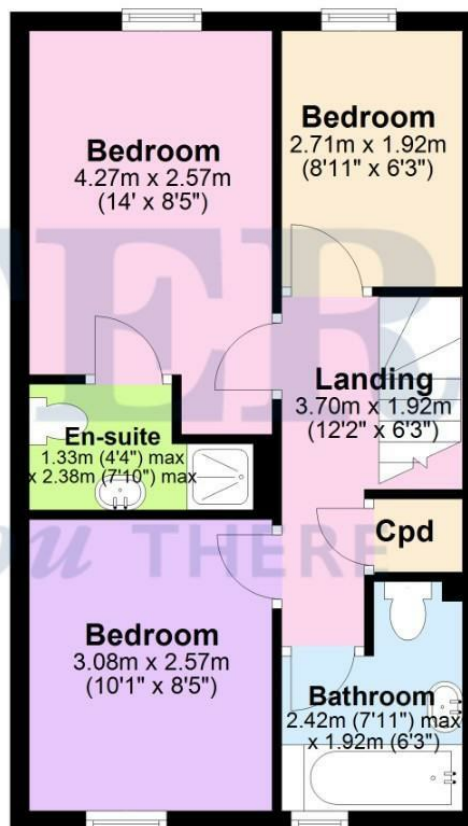 Bedroom
4.27m x 2.57m
(14' x 8'5")
Bedroom
2.71m x 1.92m
(8'11" x 6'3")
Landing
3.70m x 1.92m
(12'2" x 6'3")
En-suite
1.33m (4'4") max
x 2.38m (7'10") max
Cpd
Bedroom
3.08m x 2.57m
(10'1" x 8'5")
Bathroom
2.42m (7'11") max
x 1.92m (6'3")
TER
ou THERE